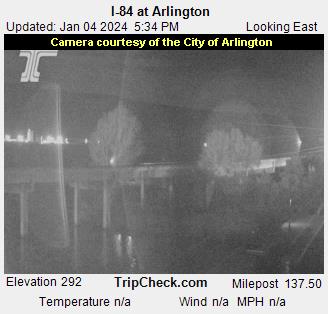 I-84 at Arlington
Updated: Jan 04 2024 5:34 PM Looking East
Camera courtesy of the City of Arlington
Elevation 292 TripCheck.com Milepost 137.50
Temperature n/a Wind n/a MPH n/a